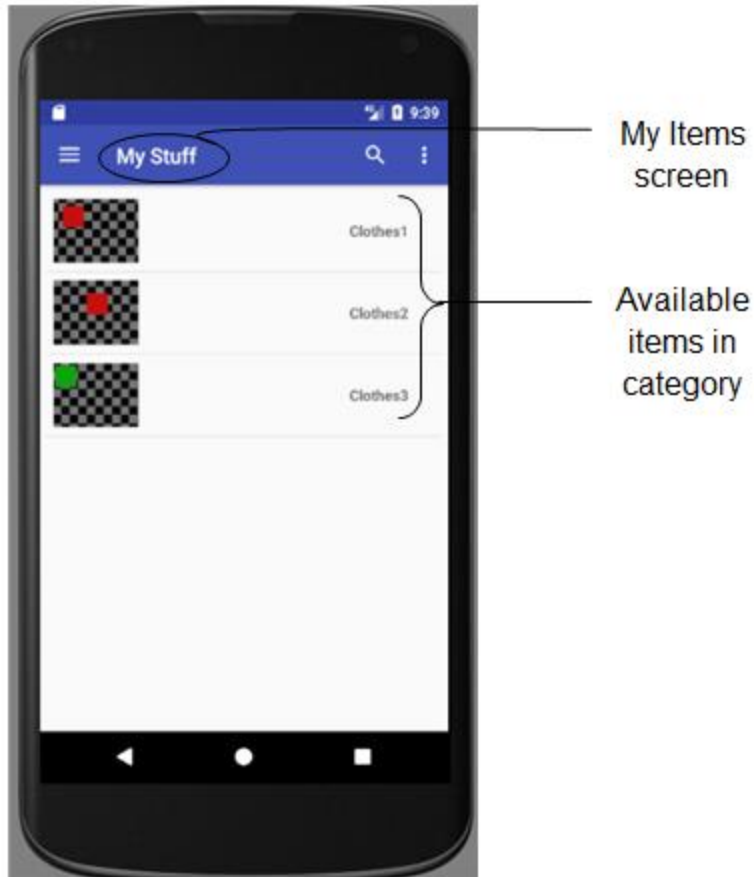 9:39
My Stuff
My Items
screen
Clothes1
Clothes2
Clothes3
Available
items in
category